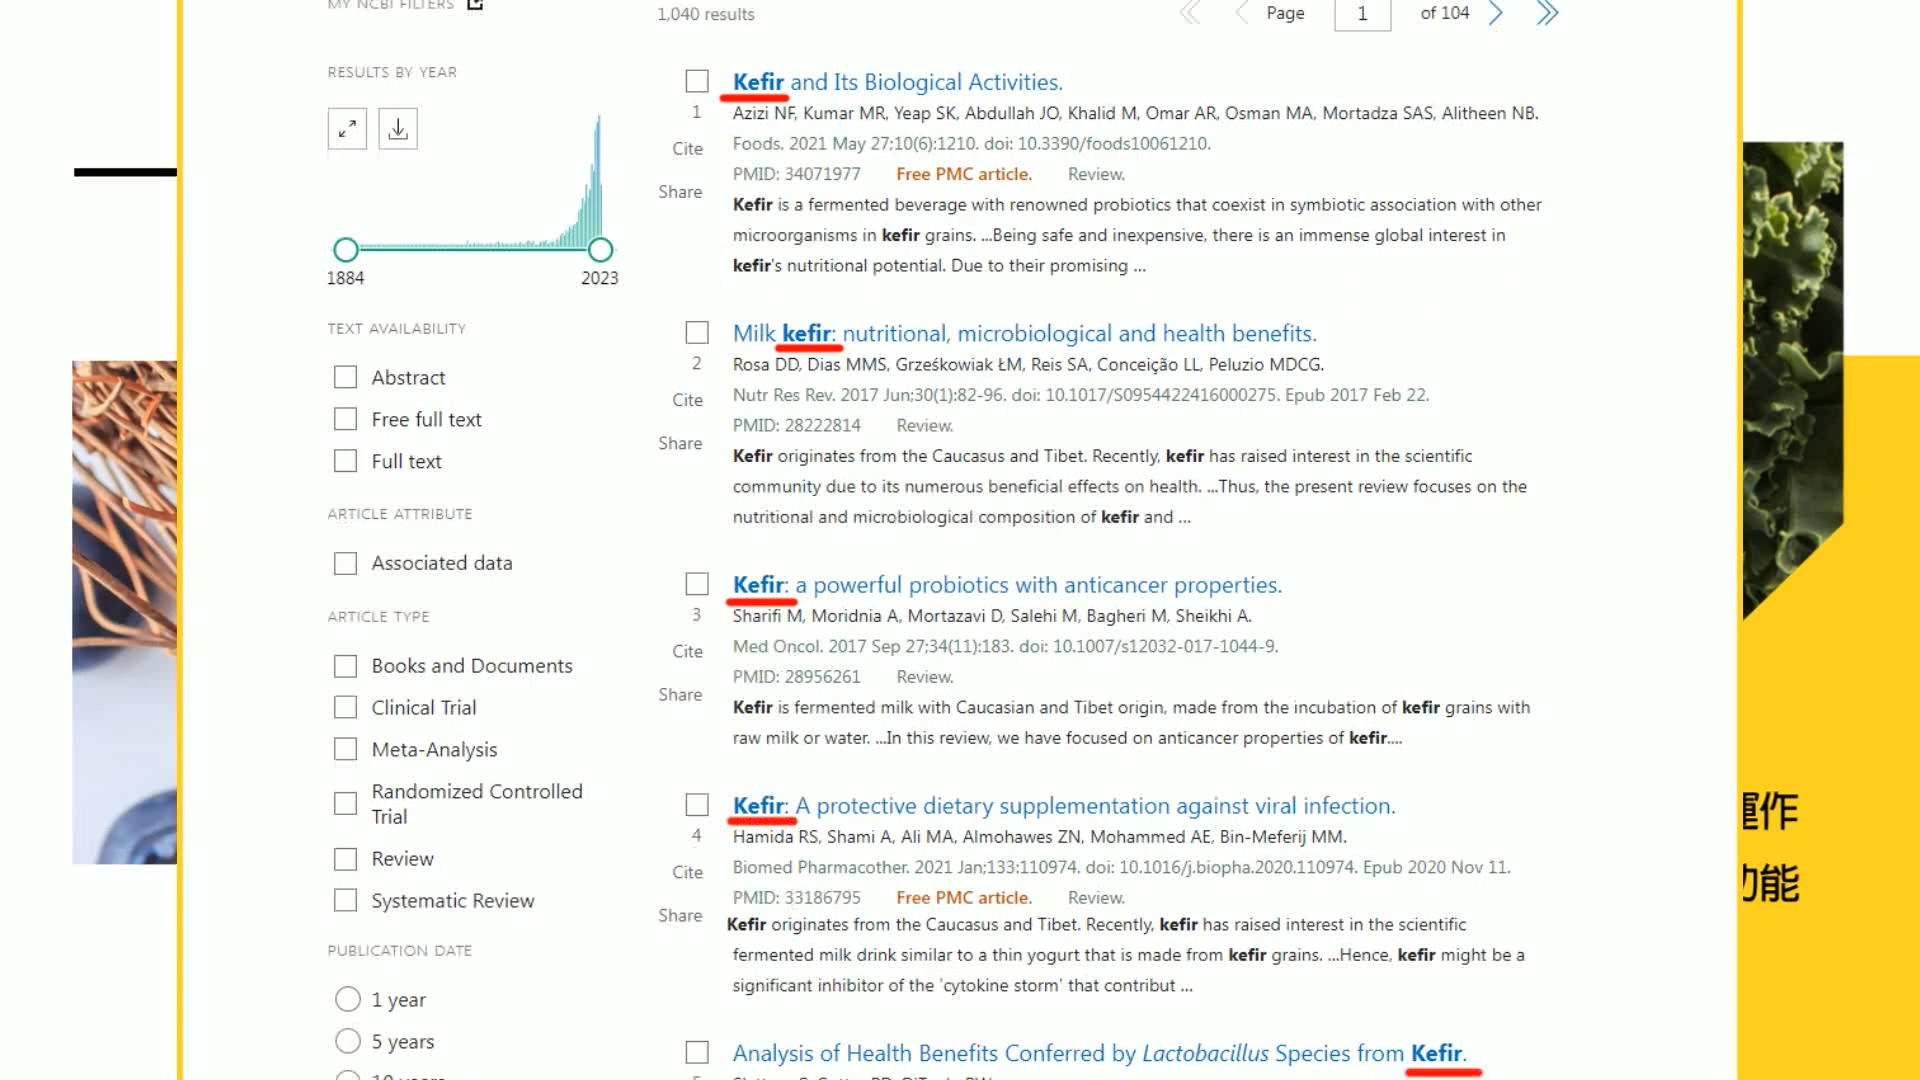 MY NCBI FILTERS
1,040 results
Page 1 of 104
RESULTS BY YEAR
1884
2023
TEXT AVAILABILITY
Abstract
Free full text
Full text
ARTICLE ATTRIBUTE
Associated data
ARTICLE TYPE
Books and Documents
Clinical Trial
Meta-Analysis
Randomized Controlled
Trial
Review
Systematic Review
PUBLICATION DATE
1 year
5 years
10 years
Kefir and Its Biological Activities.
1
Azizi NF, Kumar MR, Yeap SK, Abdullah JO, Khalid M, Omar AR, Osman MA, Mortadza SAS, Alitheen NB.
Cite
Foods. 2021 May 27;10(6):1210. doi: 10.3390/foods10061210.
PMID: 34071977 Free PMC article. Review.
Share
Kefir is a fermented beverage with renowned probiotics that coexist in symbiotic association with other
microorganisms in kefir grains. ...Being safe and inexpensive, there is an immense global interest in
kefir's nutritional potential. Due to their promising ...
Milk kefir: nutritional, microbiological and health benefits.
2
Rosa DD, Dias MMS, Grześkowiak ŁM, Reis SA, Conceição LL, Peluzio MDCG.
Cite
Nutr Res Rev. 2017 Jun;30(1):82-96. doi: 10.1017/S0954422416000275. Epub 2017 Feb 22.
PMID: 28222814 Review.
Share
Kefir originates from the Caucasus and Tibet. Recently, kefir has raised interest in the scientific
community due to its numerous beneficial effects on health. ...Thus, the present review focuses on the
nutritional and microbiological composition of kefir and ...
Kefir: a powerful probiotics with anticancer properties.
3
Sharifi M, Moridnia A, Mortazavi D, Salehi M, Bagheri M, Sheikhi A.
Cite
Med Oncol. 2017 Sep 27;34(11):183. doi: 10.1007/s12032-017-1044-9.
PMID: 28956261 Review.
Share
Kefir is fermented milk with Caucasian and Tibet origin, made from the incubation of kefir grains with
raw milk or water. ...In this review, we have focused on anticancer properties of kefir....
Kefir: A protective dietary supplementation against viral infection.
4
Hamida RS, Shami A, Ali MA, Almohawes ZN, Mohammed AE, Bin-Meferij MM.
Cite
Biomed Pharmacother. 2021 Jan;133:110974. doi: 10.1016/j.biopha.2020.110974. Epub 2020 Nov 11.
PMID: 33186795 Free PMC article. Review.
Share
Kefir originates from the Caucasus and Tibet. Recently, kefir has raised interest in the scientific
fermented milk drink similar to a thin yogurt that is made from kefir grains. ...Hence, kefir might be a
significant inhibitor of the 'cytokine storm' that contribut ...
Analysis of Health Benefits Conferred by Lactobacillus Species from Kefir.
運作
功能